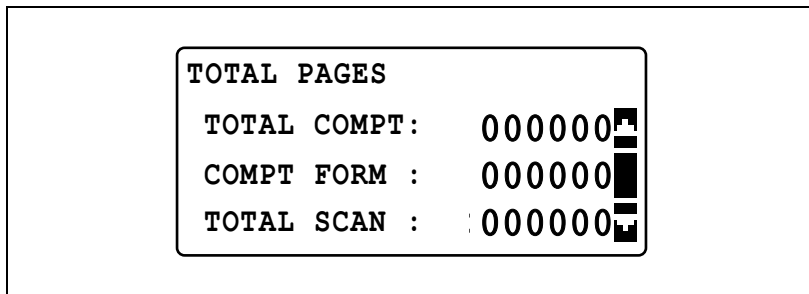 TOTAL PAGES
TOTAL COMPT: 000000
COMPT FORM : 000000
TOTAL SCAN : 000000